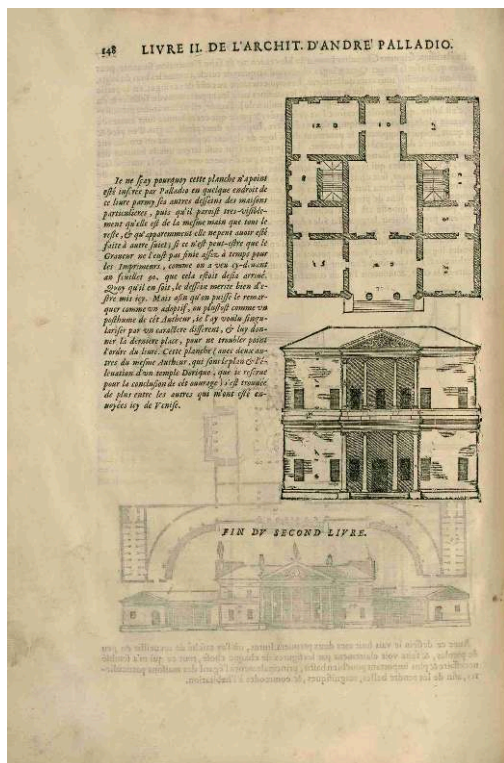 148 LIVRE II. DE L'ARCHIT. D'ANDRE' PALLADIO.
Ie ne sçay pourquoy cette planche n'a point
esté inserée par Palladio en quelque endroit de
ce liure parmy ses autres desseins des maisons
particulieres, puis qu'il paroist tres-visible-
ment qu'elle est de la mesme main que tout le
reste, & qu'apparemment elle ne peut auoir esté
faite à autre sujet; si ce n'est peut-estre que le
Graueur ne l'eust pas finie assez à temps pour
les Imprimeurs, comme on a veu cy-deuant
au feuillet 90, que cela estoit desia arriué.
Quoy qu'il en soit, le dessein merite bien d'e-
stre mis icy. Mais afin qu'on puisse le remar-
quer comme vn adoptif, ou plustost comme vn
posthume de cét Autheur, ie l'ay voulu singu-
lariser par vn caractere different, & luy don-
ner la derniere place, pour ne troubler point
l'ordre du liure. Cette planche (auec deux au-
tres du mesme Autheur, qui sont le plan & l'é-
leuation d'vn temple Dorique, que ie reserue
pour la conclusion de cét ouurage) s'est trouuée
de plus entre les autres qui m'ont esté en-
uoyées icy de Venise.
FIN DV SECOND LIVRE.